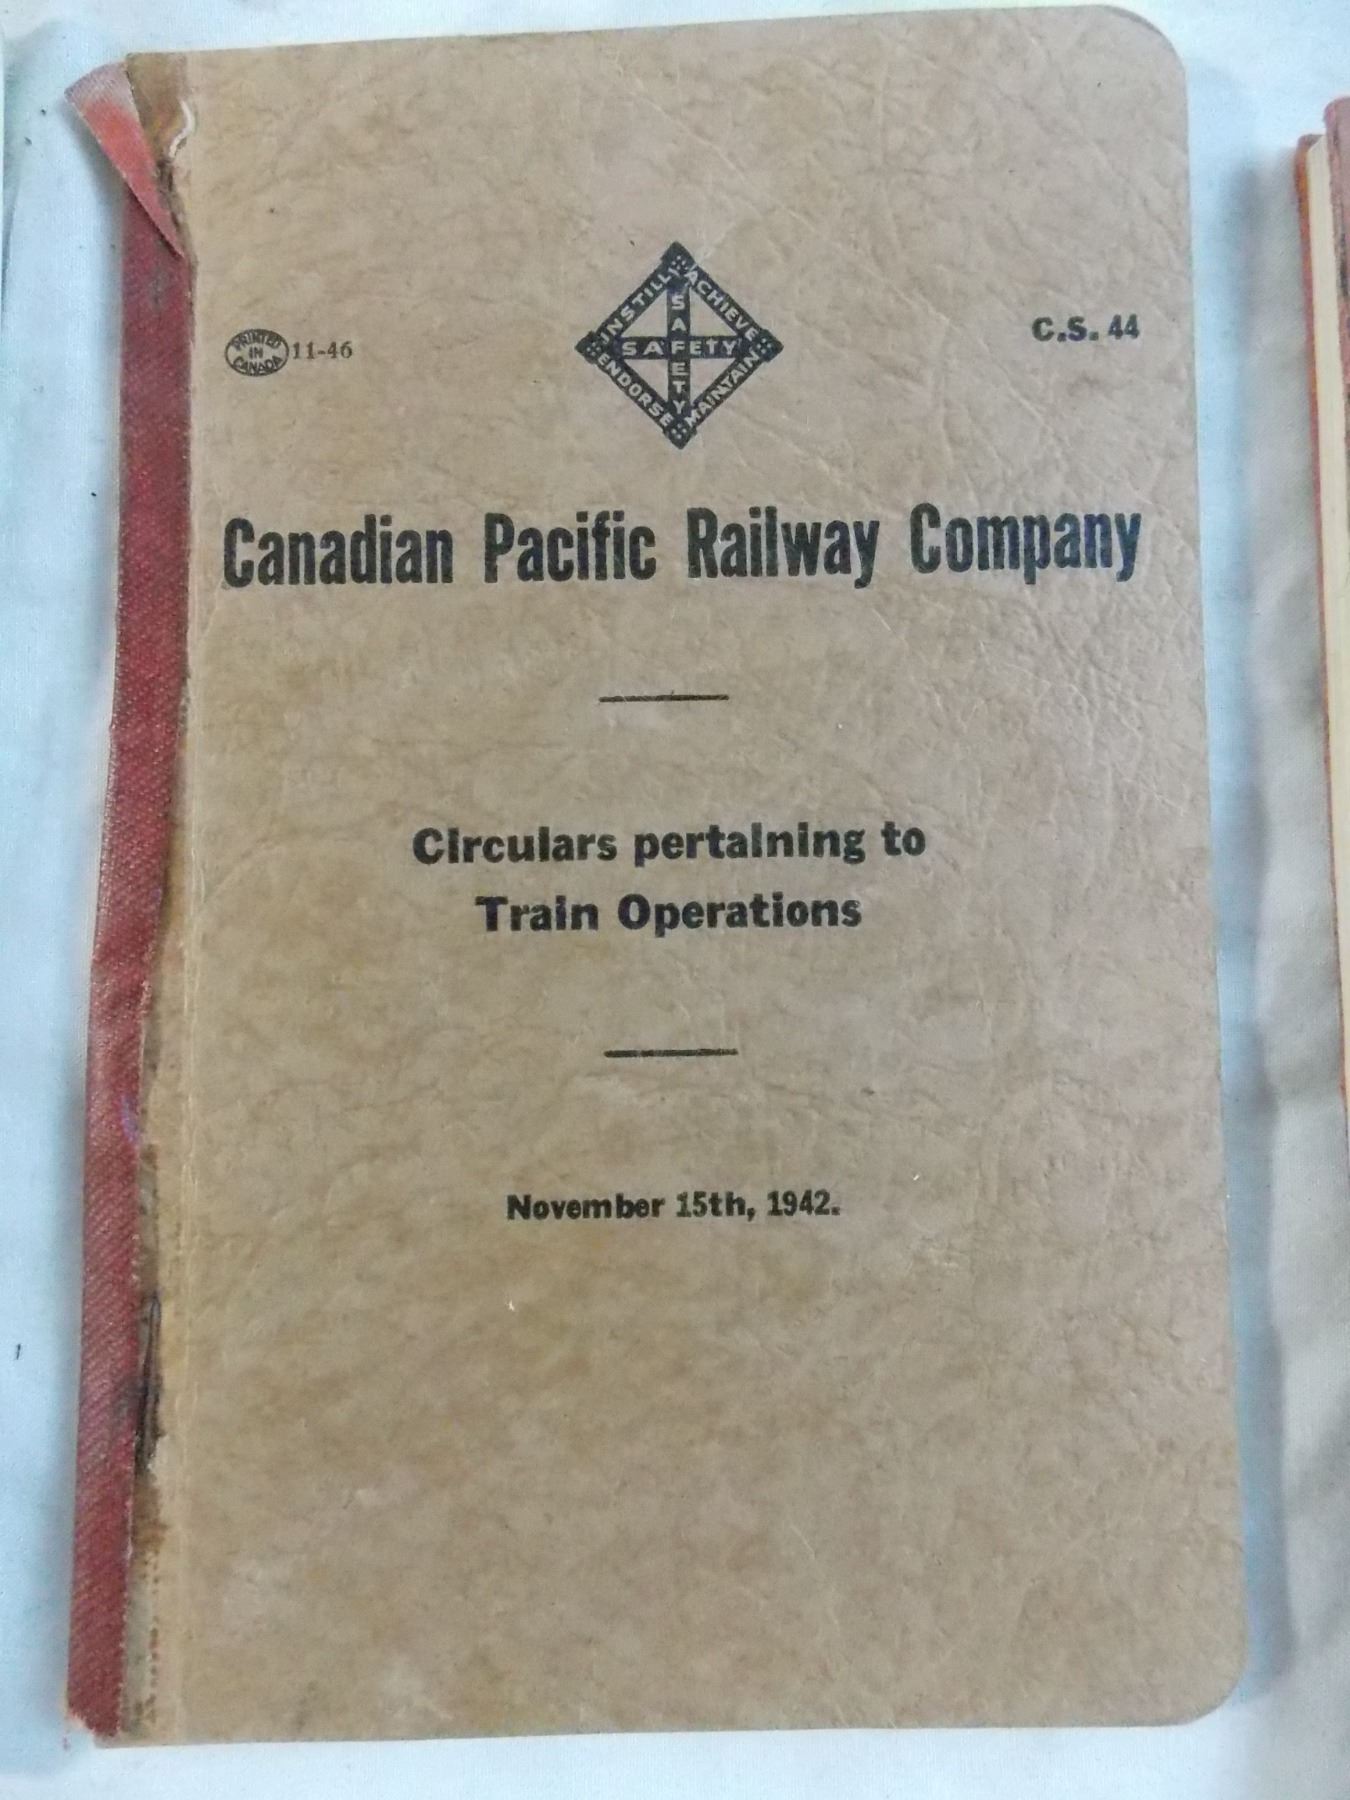 PRINTED
IN
CANADA
11-46
INSTILL
ACHIEVE
SAFETY
SAFETY
ENDORSE
MAINTAIN
C.S. 44
Canadian Pacific Railway Company
Circulars pertaining to
Train Operations
November 15th, 1942.